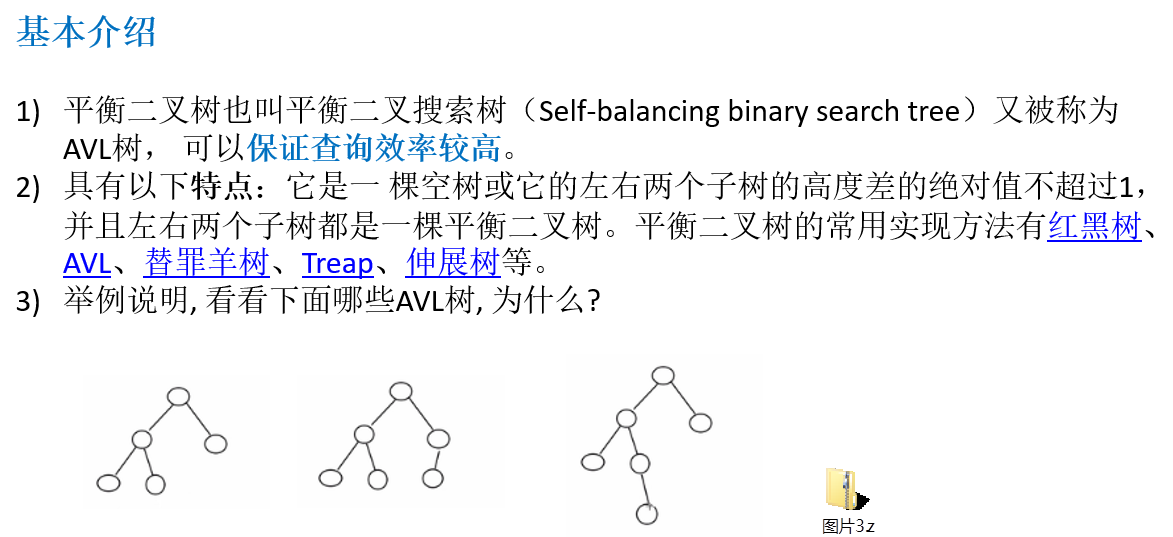 基本介绍
1) 平衡二叉树也叫平衡二叉搜索树（Self-balancing binary search tree）又被称为
AVL树， 可以保证查询效率较高。
2) 具有以下特点：它是一 棵空树或它的左右两个子树的高度差的绝对值不超过1，
并且左右两个子树都是一棵平衡二叉树。平衡二叉树的常用实现方法有红黑树、
AVL、替罪羊树、Treap、伸展树等。
3) 举例说明, 看看下面哪些AVL树, 为什么?
图片3.z